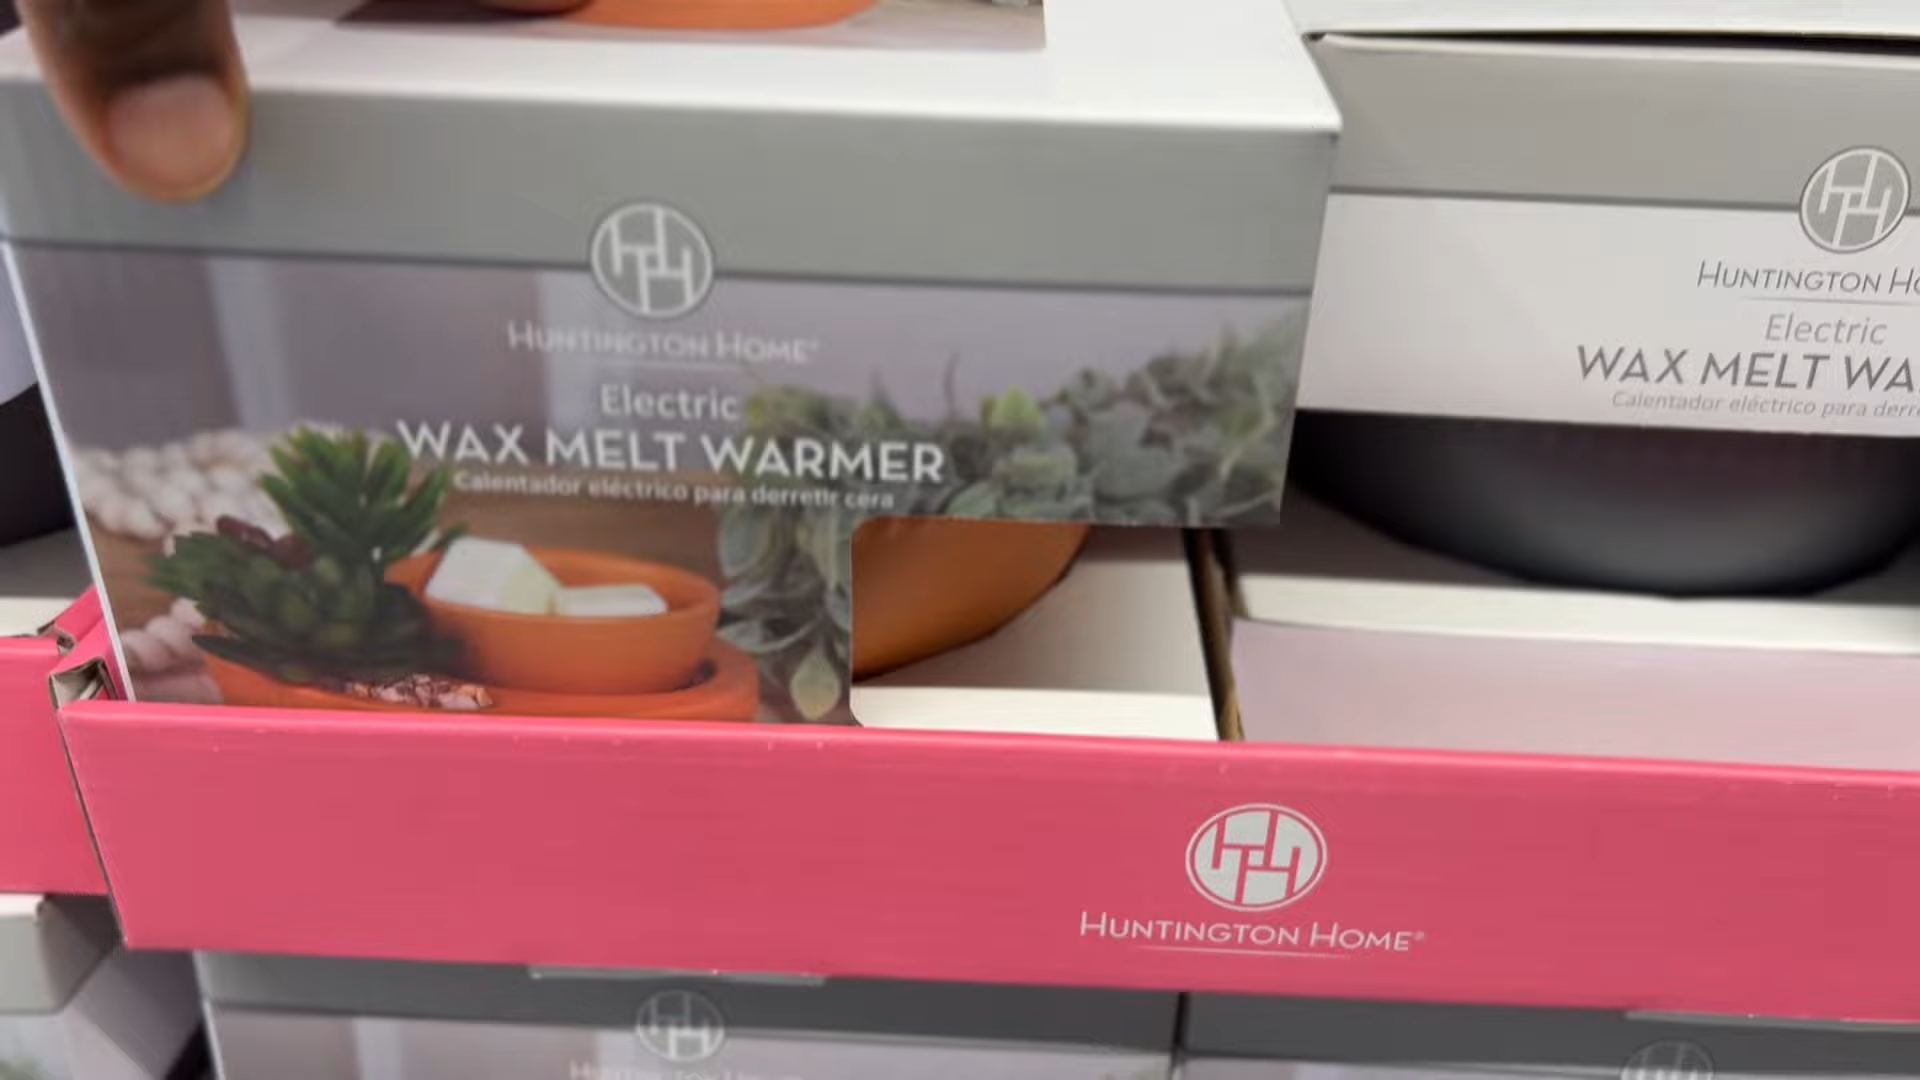 HUNTINGTON HOME®
Electric
WAX MELT WARMER
Calentador eléctrico para derretir cera
HUNTINGTON HO
Electric
WAX MELT WA
Calentador eléctrico para derre
HUNTINGTON HOME®